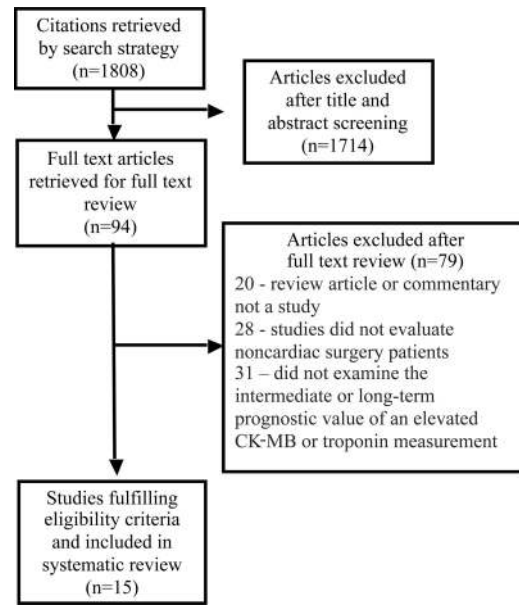 Citations retrieved
by search strategy
(n=1808)
Articles excluded
after title and
abstract screening
(n=1714)
Full text articles
retrieved for full text
review
(n=94)
Articles excluded after
full text review (n=79)
20 - review article or commentary
not a study
28 - studies did not evaluate
noncardiac surgery patients
31 – did not examine the
intermediate or long-term
prognostic value of an elevated
CK-MB or troponin measurement
Studies fulfilling
eligibility criteria
and included in
systematic review
(n=15)